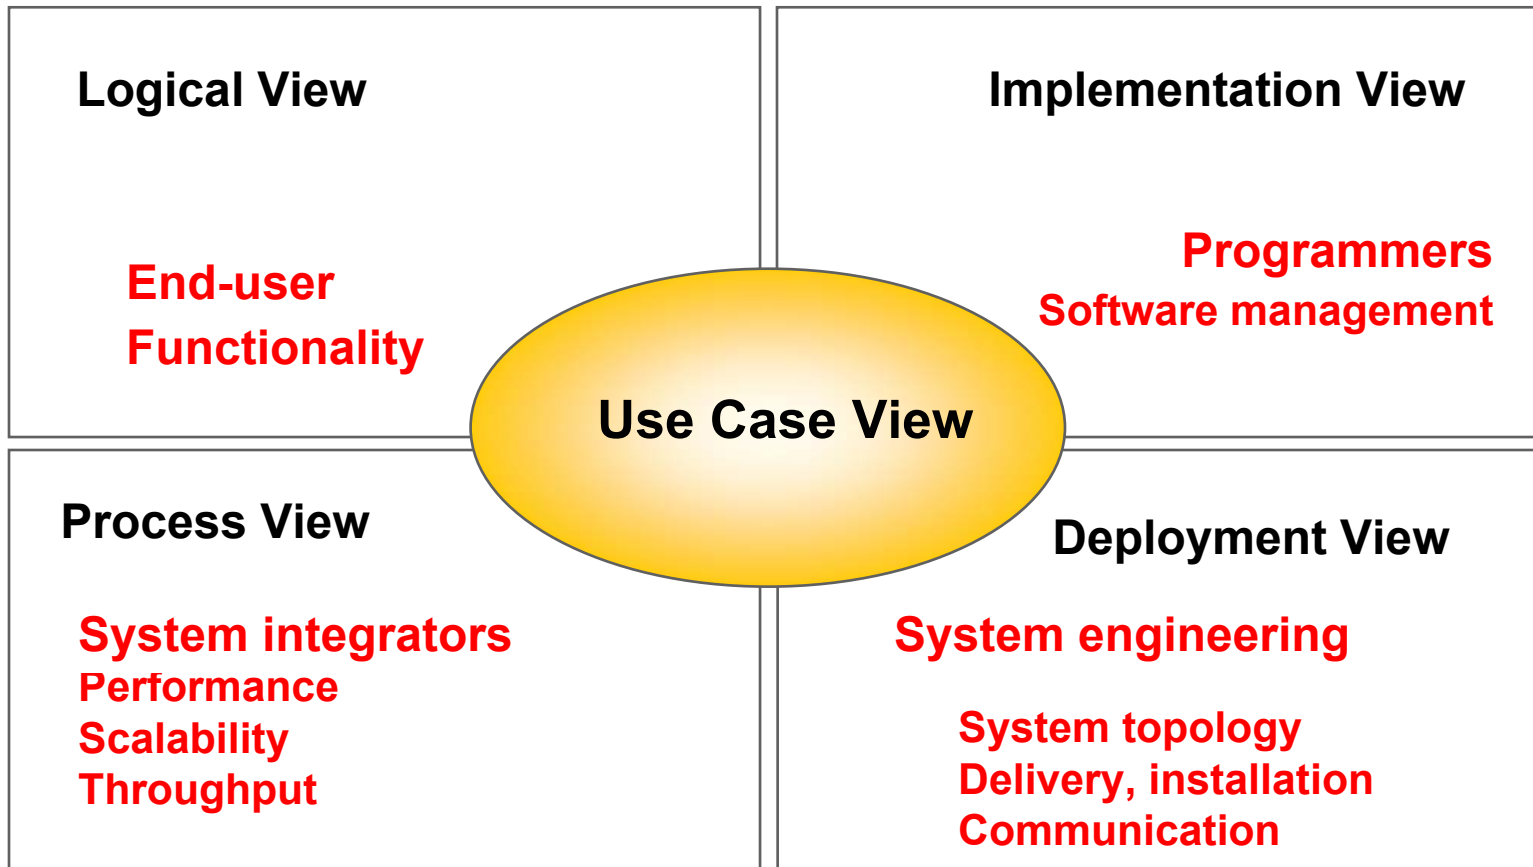 Logical View
End-user
Functionality
Implementation View
Programmers
Software management
Use Case View
Process View
System integrators
Performance
Scalability
Throughput
Deployment View
System engineering
System topology
Delivery, installation
Communication